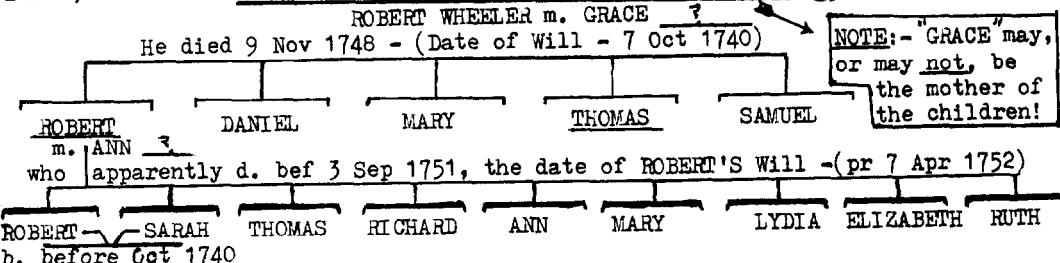 ROBERT WHEELER m. GRACE ?
He died 9 Nov 1748 - (Date of Will - 7 Oct 1740)
NOTE:- "GRACE" may,
or may not, be
the mother of
the children!
ROBERT DANIEL MARY THOMAS SAMUEL
m. ANN ?
who apparently d. bef 3 Sep 1751, the date of ROBERT'S Will -(pr 7 Apr 1752)
ROBERT SARAH THOMAS RICHARD ANN MARY LYDIA ELIZABETH RUTH
b. before Oct 1740